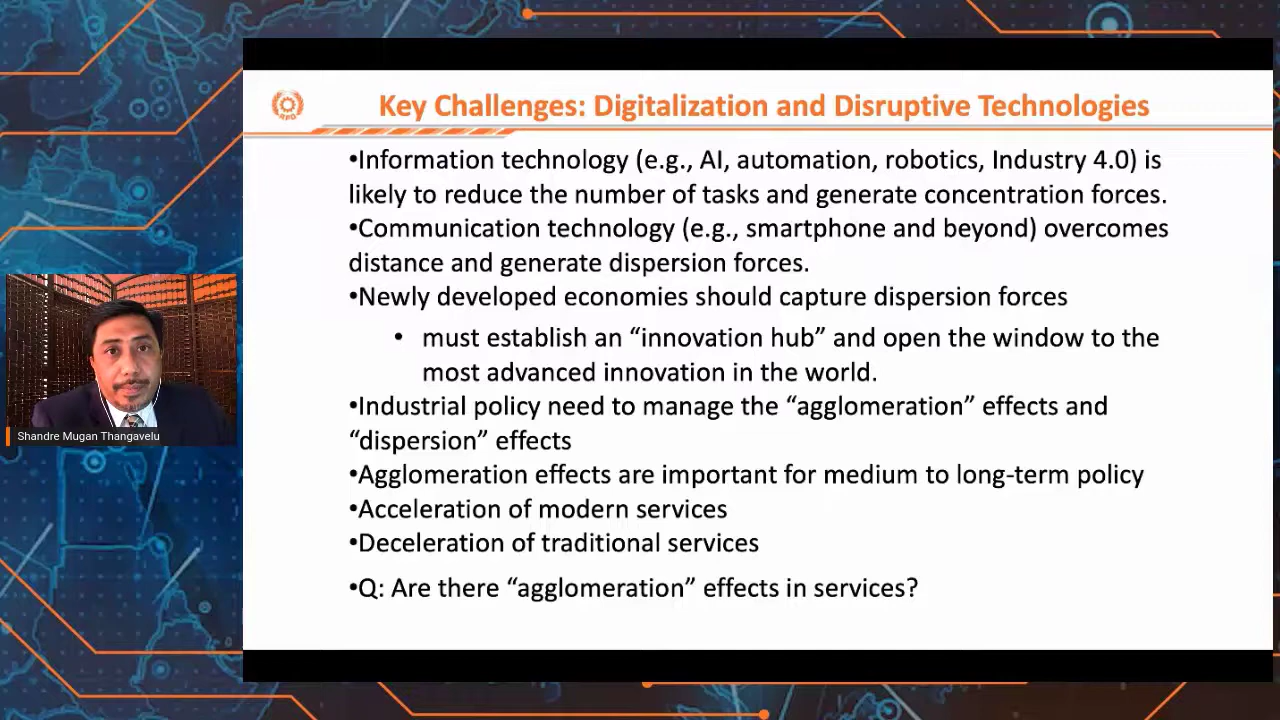 Key Challenges: Digitalization and Disruptive Technologies
•Information technology (e.g., AI, automation, robotics, Industry 4.0) is
likely to reduce the number of tasks and generate concentration forces.
•Communication technology (e.g., smartphone and beyond) overcomes
distance and generate dispersion forces.
•Newly developed economies should capture dispersion forces
• must establish an “innovation hub” and open the window to the
most advanced innovation in the world.
•Industrial policy need to manage the “agglomeration” effects and
“dispersion” effects
•Agglomeration effects are important for medium to long-term policy
•Acceleration of modern services
•Deceleration of traditional services
•Q: Are there “agglomeration” effects in services?
Shandre Mugan Thangavelu